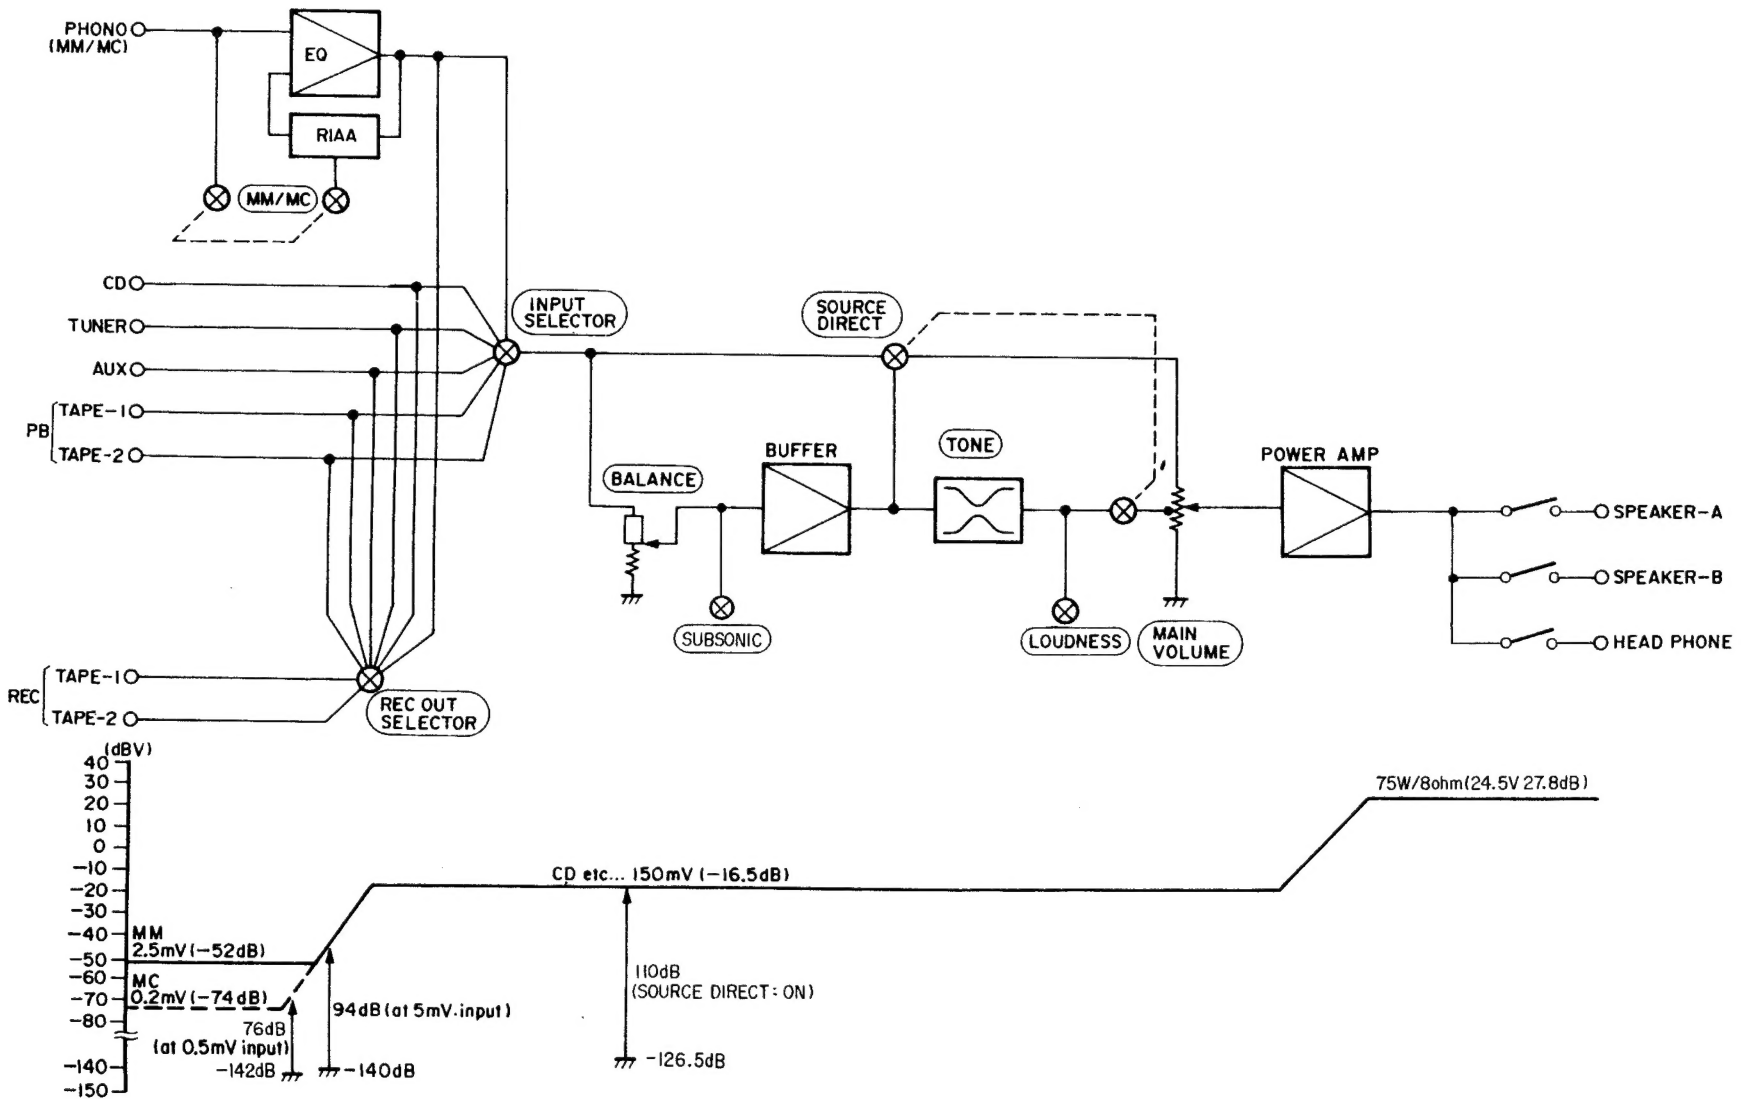 PHONO
(MM/MC)
EQ
RIAA
MM/MC
CD
TUNER
AUX
PB
TAPE-1
TAPE-2
INPUT
SELECTOR
SOURCE
DIRECT
BALANCE
BUFFER
TONE
POWER AMP
SUBSONIC
LOUDNESS
MAIN
VOLUME
SPEAKER-A
SPEAKER-B
HEAD PHONE
REC
TAPE-1
TAPE-2
REC OUT
SELECTOR
(dBV)
40
30
20
10
0
-10
-20
-30
-40
-50
-60
-70
-80
-140
-150
MM
2.5mV(-52dB)
MC
0.2mV(-74dB)
76dB
(at 0.5mV input)
-142dB
94dB(at 5mV.input)
-140dB
CD etc... 150mV (-16.5dB)
110dB
(SOURCE DIRECT: ON)
-126.5dB
75W/8ohm(24.5V 27.8dB)